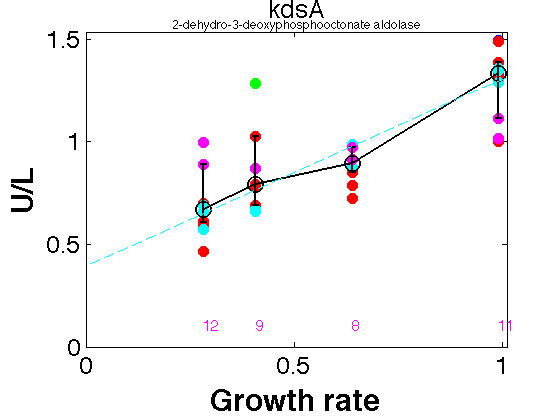 kdsA
2-dehydro-3-deoxyphosphooctonate aldolase
1.5
1
0.5
0
U/L
12 9 8 11
0 0.5 1
Growth rate